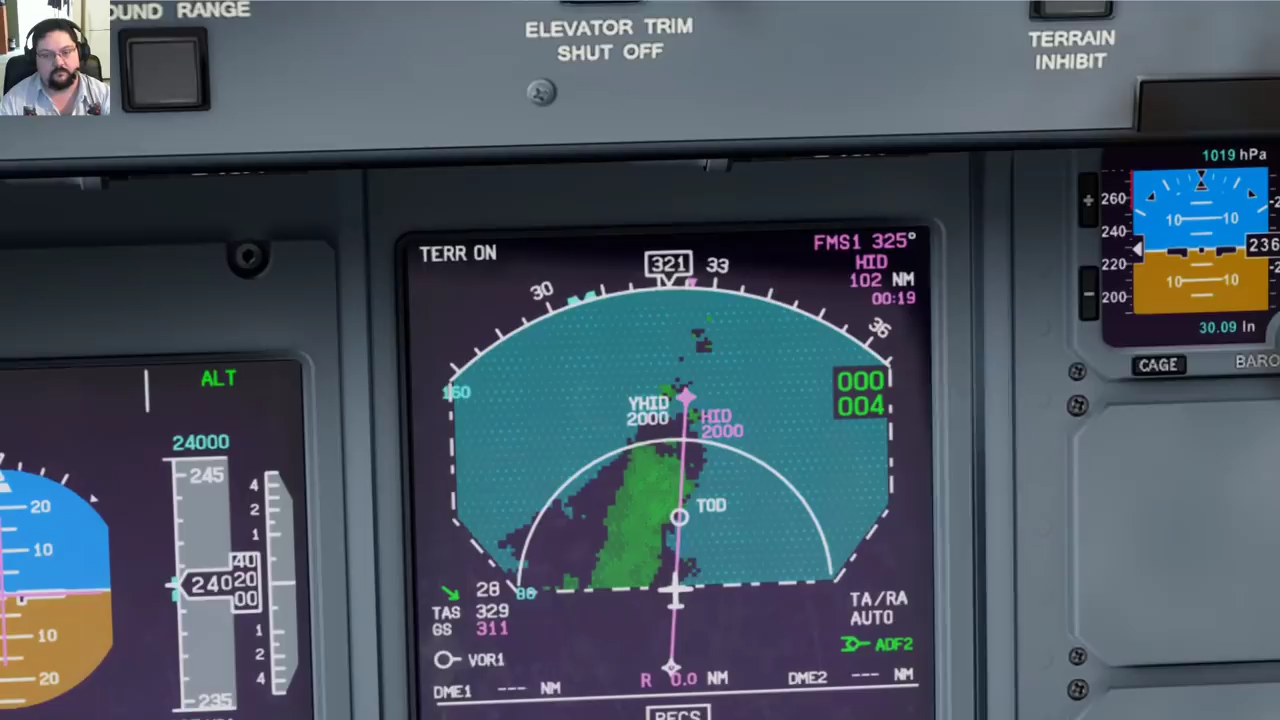 OUND RANGE
ELEVATOR TRIM
SHUT OFF
TERRAIN
INHIBIT
1019 hPa
260
240
220
200
10 10
10 10
236
30.09 In
CAGE
BARO
TERR ON
321
33
30
36
FMS1 325°
HID
102 NM
00:19
160
YHID
2000
HID
2000
000
004
TOD
80
28
TAS 329
GS 311
VOR1
DME1 --- NM
R 0.0 NM
DME2 --- NM
TA/RA
AUTO
ADF2
ALT
24000
245
240
40
20
00
235
4
2
1
1
2
4
20
10
10
20